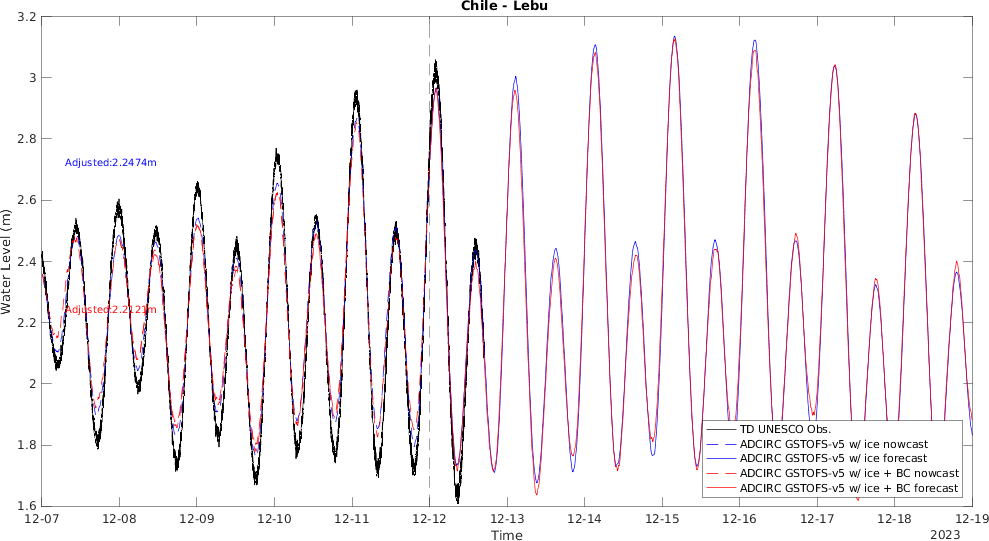 Chile - Lebu
3.2
3
2.8
2.6
2.4
2.2
2
1.8
1.6
Water Level (m)
Adjusted:2.2474m
Adjusted:2.2121m
TD UNESCO Obs.
ADCIRC GSTOFS-v5 w/ ice nowcast
ADCIRC GSTOFS-v5 w/ ice forecast
ADCIRC GSTOFS-v5 w/ ice + BC nowcast
ADCIRC GSTOFS-v5 w/ ice + BC forecast
12-07 12-08 12-09 12-10 12-11 12-12 12-13 12-14 12-15 12-16 12-17 12-18 12-19
Time
2023